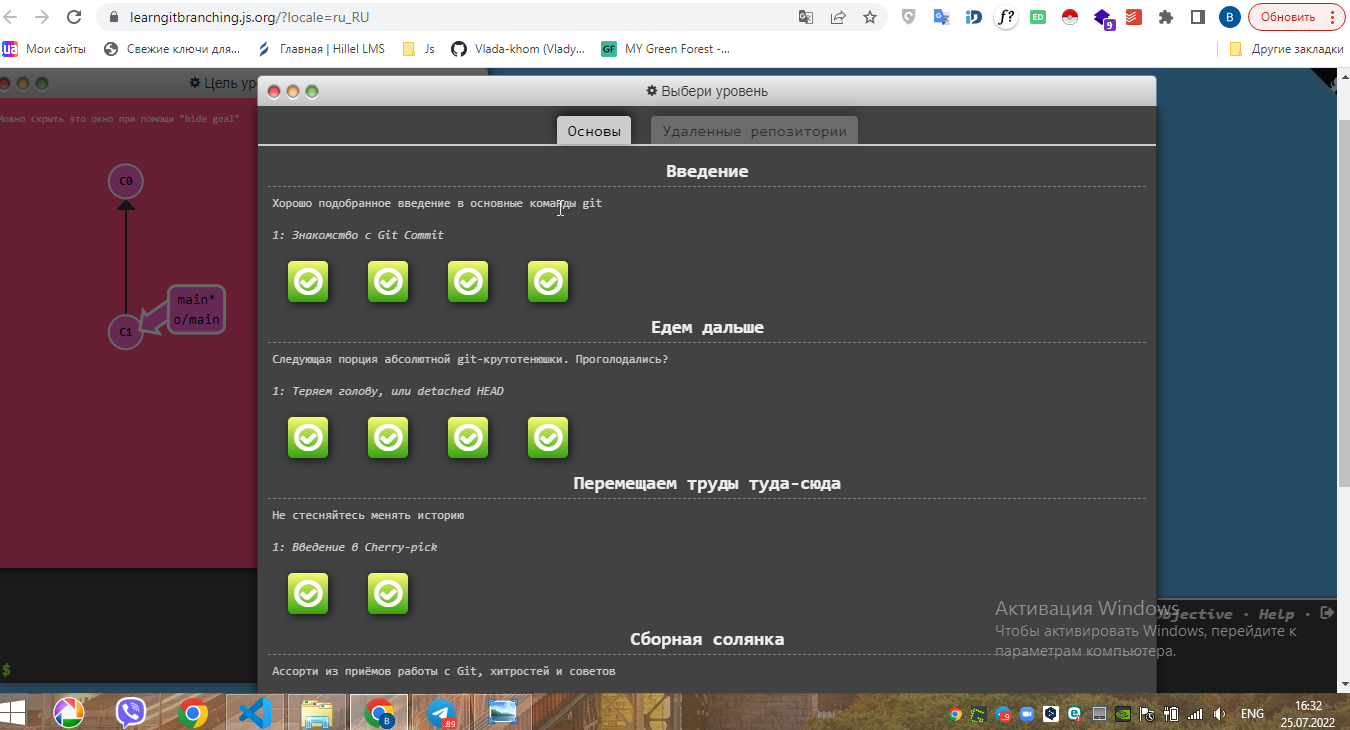 learngitbranching.js.org/?locale=ru_RU
f?
ED
9
B
Обновить
ua Мои сайты
Свежие ключи для...
Главная | Hillel LMS
Js
Vlada-khom (Vlady...
GF MY Green Forest -...
Другие закладки
Цель ур
Можно скрыть это окно при помощи "hide goal"
C0
main*
o/main
C1
Выбери уровень
Основы
Удаленные репозитории
Введение
Хорошо подобранное введение в основные команды git
1: Знакомство с Git Commit
Едем дальше
Следующая порция абсолютной git-крутотенюшки. Проголодались?
1: Теряем голову, или detached HEAD
Перемещаем труды туда-сюда
Не стесняйтесь менять историю
1: Введение в Cherry-pick
Сборная солянка
Ассорти из приёмов работы с Git, хитростей и советов
Objective · Help ·
Активация Windows
Чтобы активировать Windows, перейдите к
параметрам компьютера.
$
B
89
ENG
16:32
25.07.2022